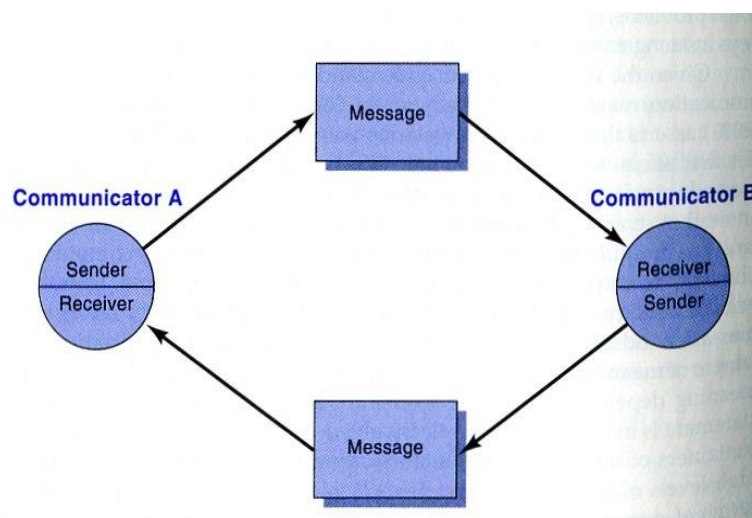 Message
Communicator A
Communicator
Sender
Receiver
Receiver
Sender
Message